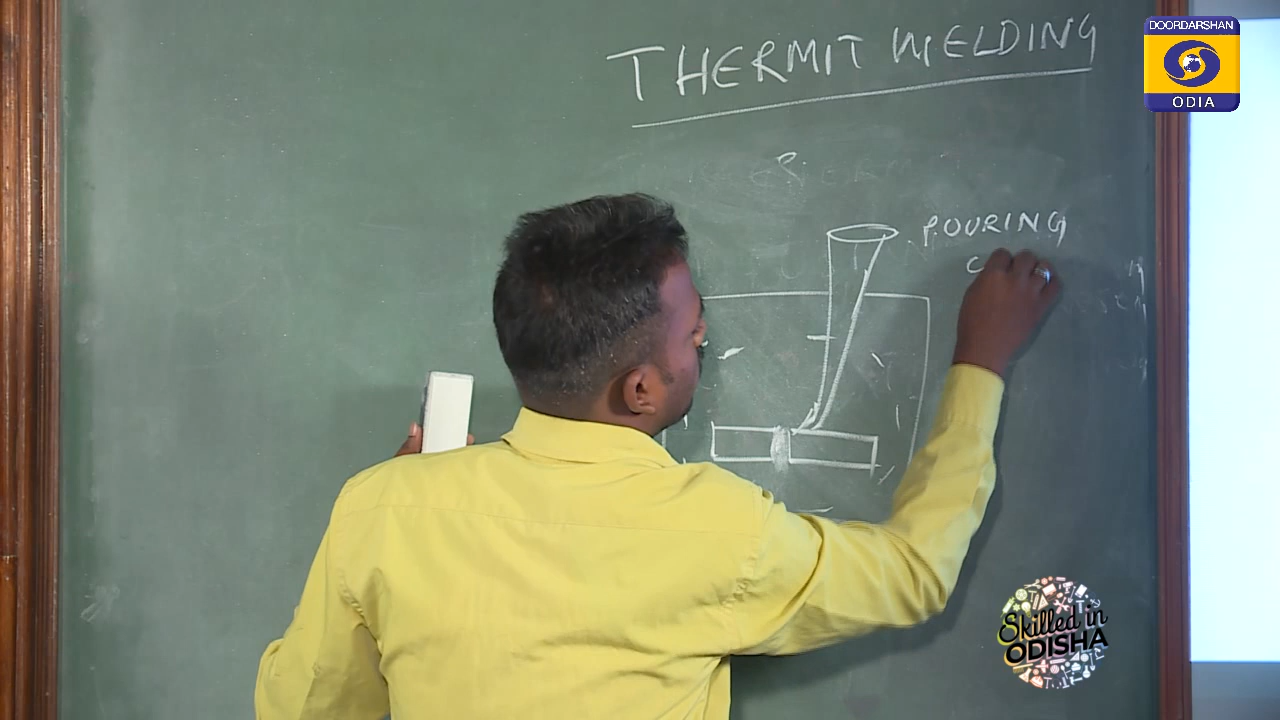 THERMIT WELDING
DOORDARSHAN
ODIA
POURING
C
Skilled in
ODISHA